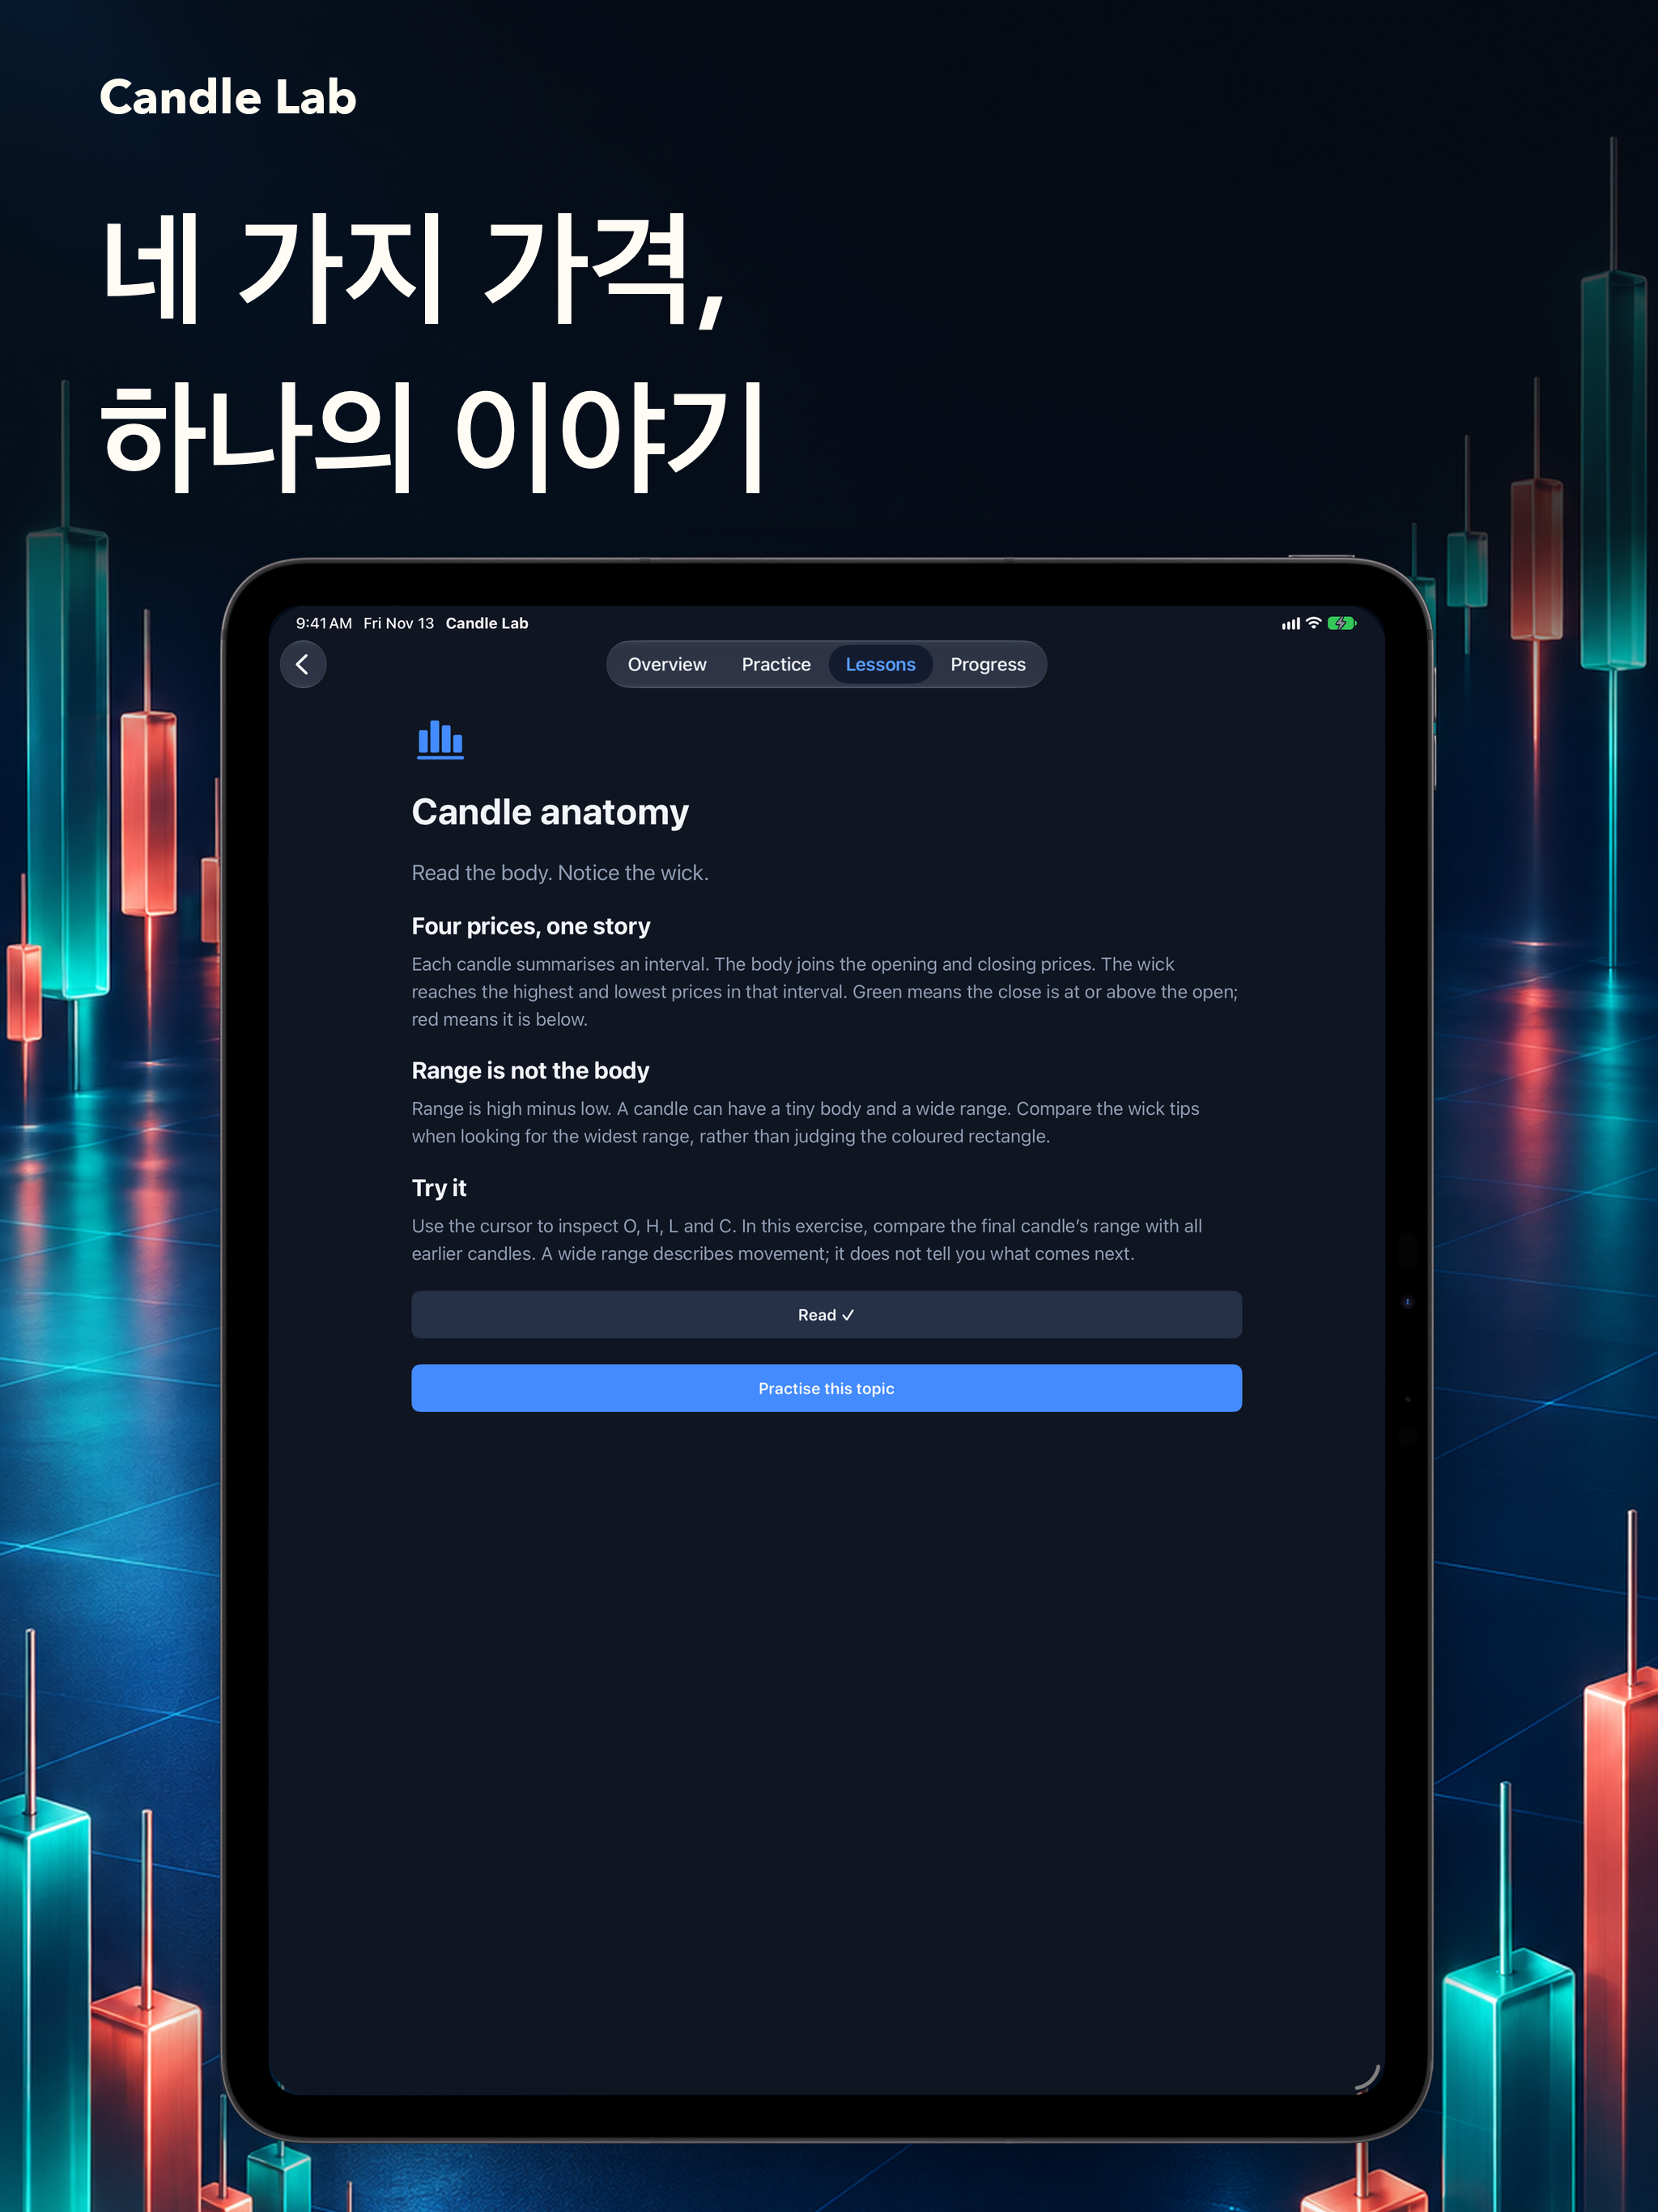 Candle Lab
네 가지 가격,
하나의 이야기
9:41 AM Fri Nov 13 Candle Lab
Overview Practice Lessons Progress
Candle anatomy
Read the body. Notice the wick.
Four prices, one story
Each candle summarises an interval. The body joins the opening and closing prices. The wick
reaches the highest and lowest prices in that interval. Green means the close is at or above the open;
red means it is below.
Range is not the body
Range is high minus low. A candle can have a tiny body and a wide range. Compare the wick tips
when looking for the widest range, rather than judging the coloured rectangle.
Try it
Use the cursor to inspect O, H, L and C. In this exercise, compare the final candle’s range with all
earlier candles. A wide range describes movement; it does not tell you what comes next.
Read ✓
Practise this topic